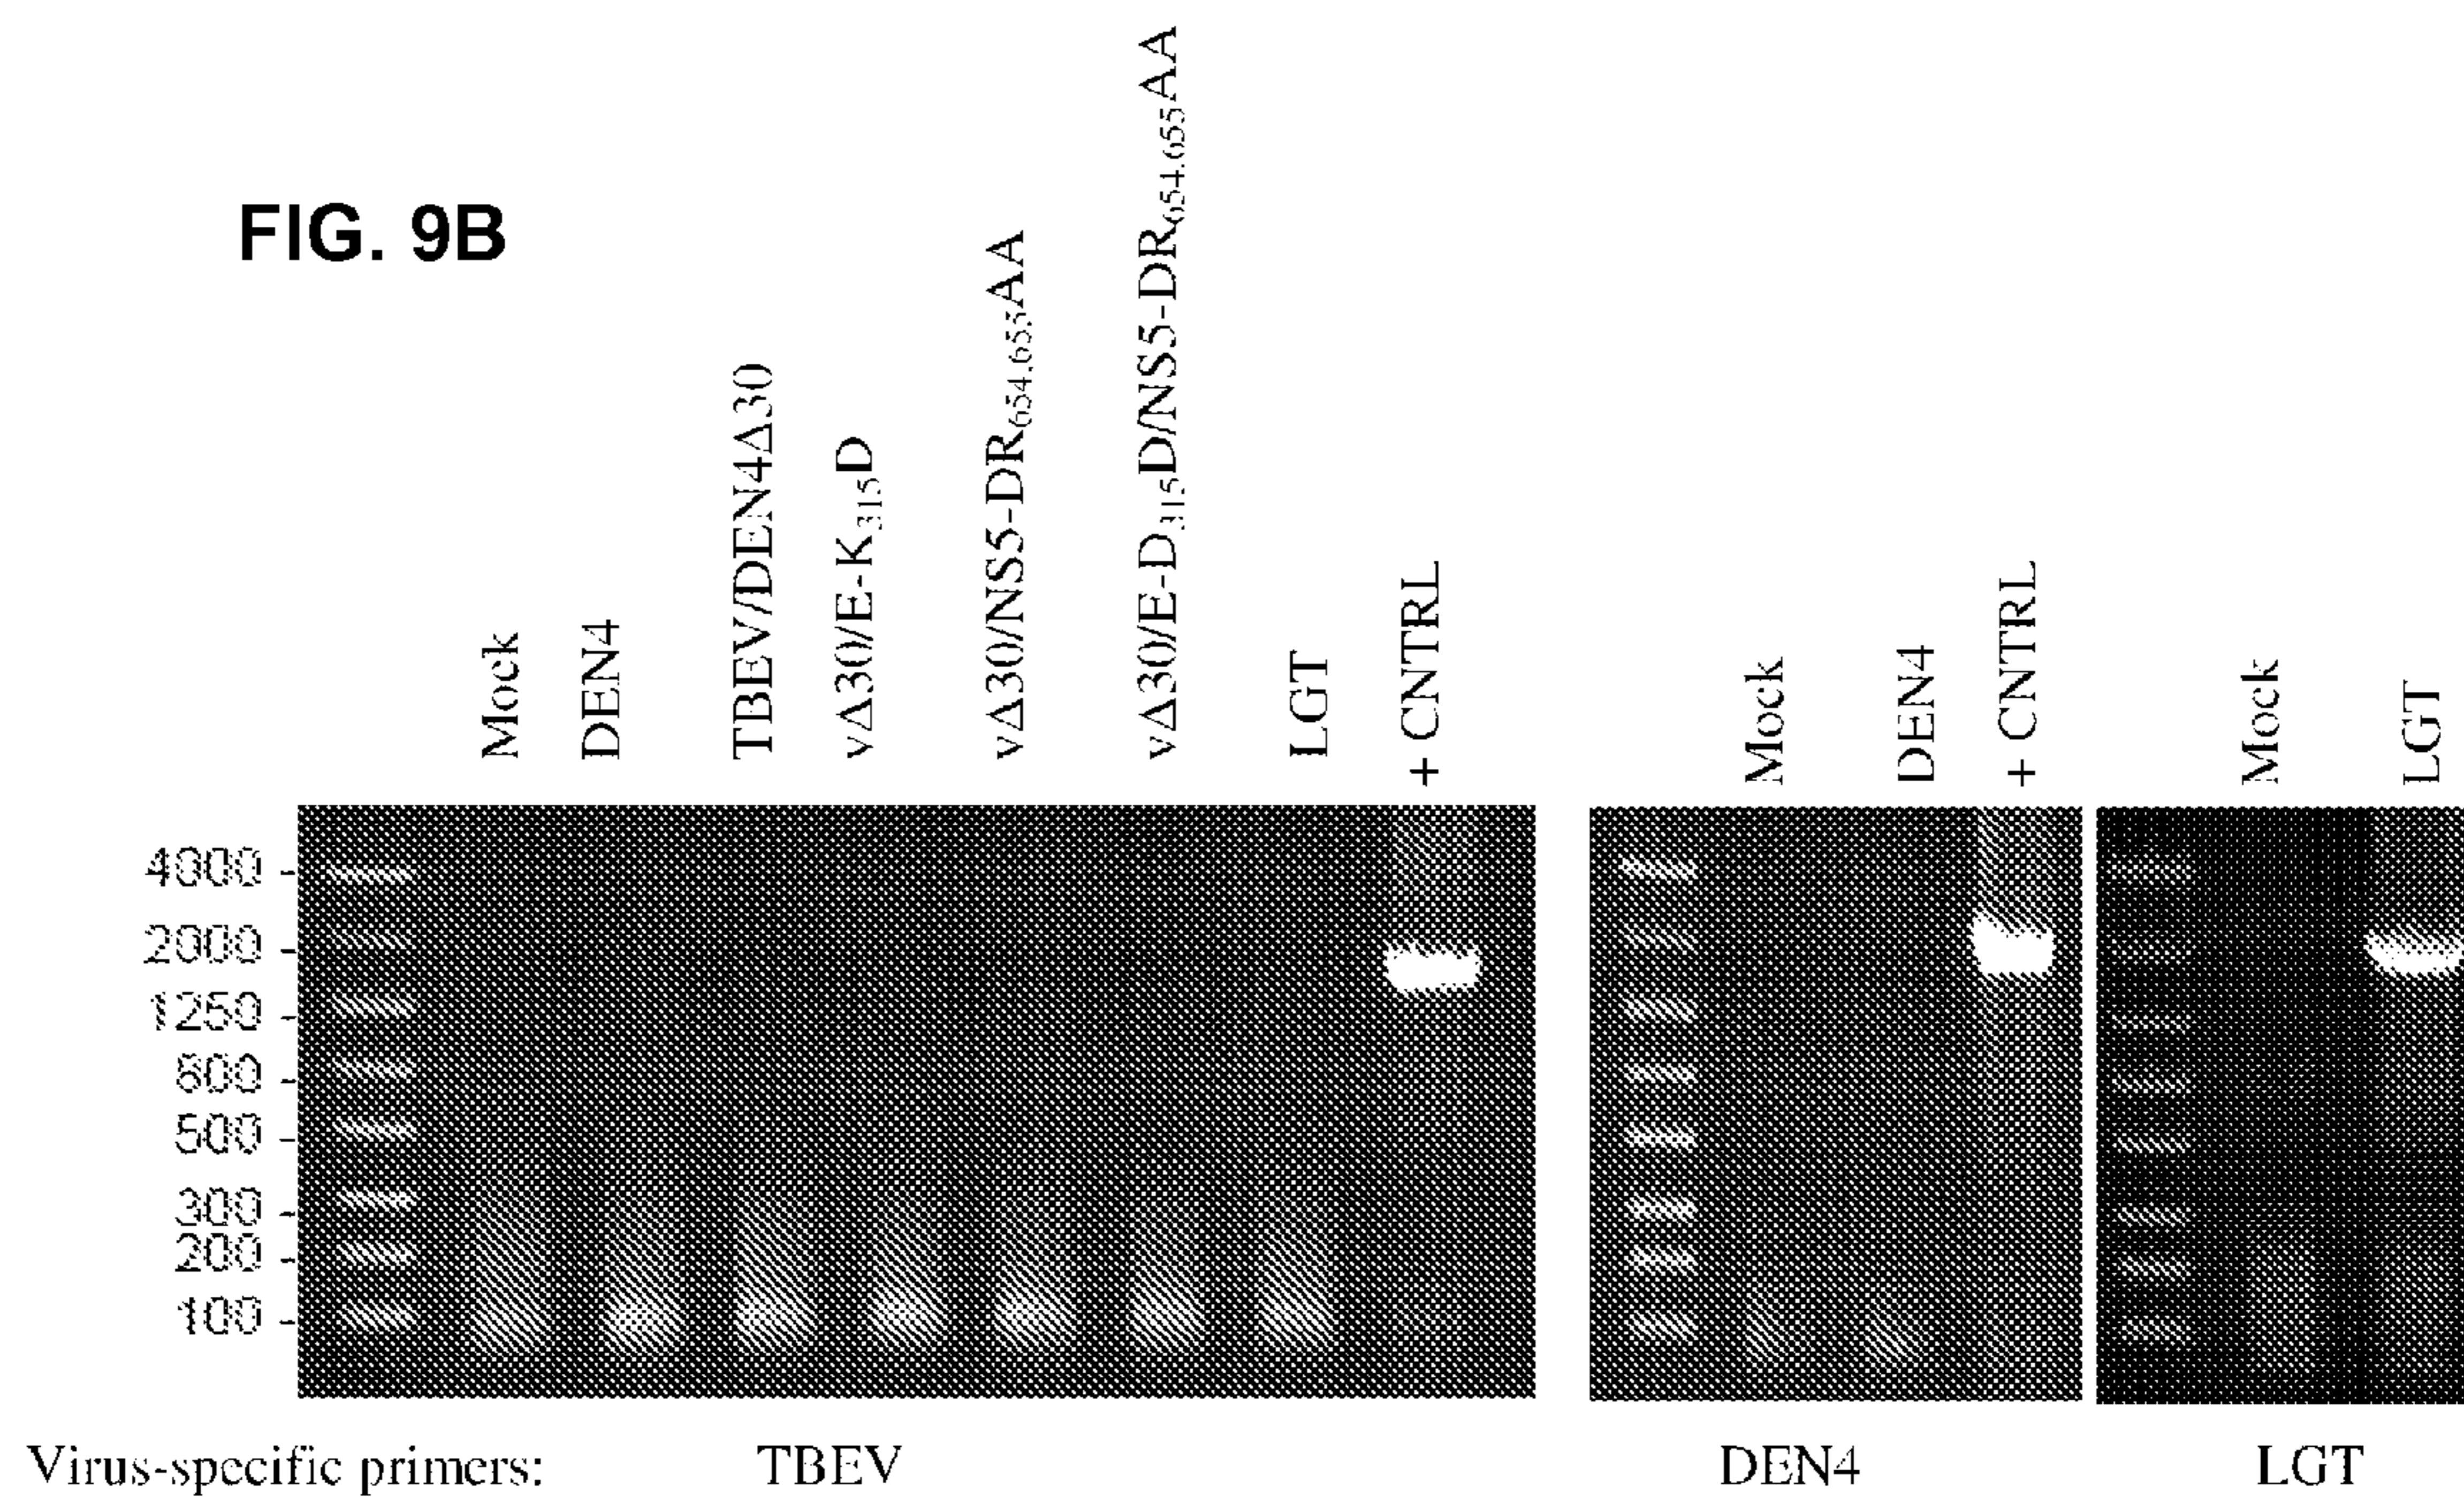 FIG. 9B
Mock
DEN4
TBEV/DEN4Δ30
vΔ30/E-K315D
vΔ30/NS5-DR654,655AA
vΔ30/E-D315D/NS5-DR654,655AA
LGT
+ CNTRL
Mock
DEN4
+ CNTRL
Mock
LGT
4000 -
2000 -
1250 -
800 -
500 -
300 -
200 -
100 -
Virus-specific primers: TBEV DEN4 LGT